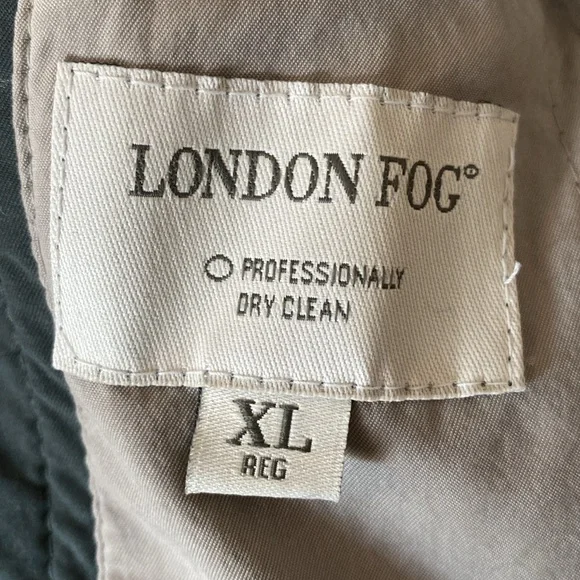 LONDON FOG®
PROFESSIONALLY
DRY CLEAN
XL
REG